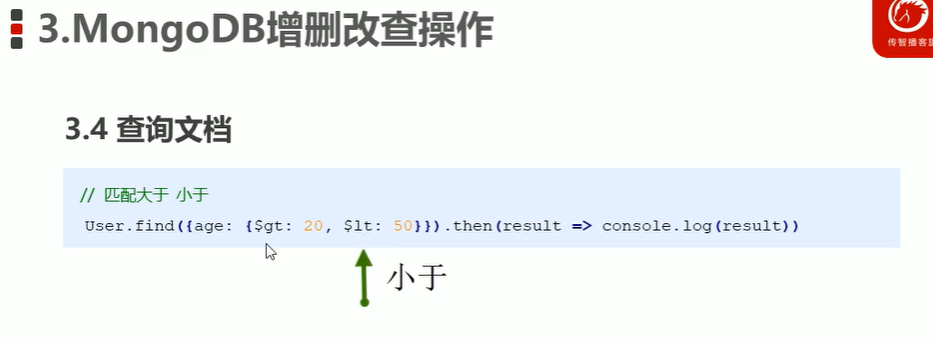 3.MongoDB增删改查操作
传智播客
3.4 查询文档
// 匹配大于 小于
User.find({age: {$gt: 20, $lt: 50}}).then(result => console.log(result))
小于